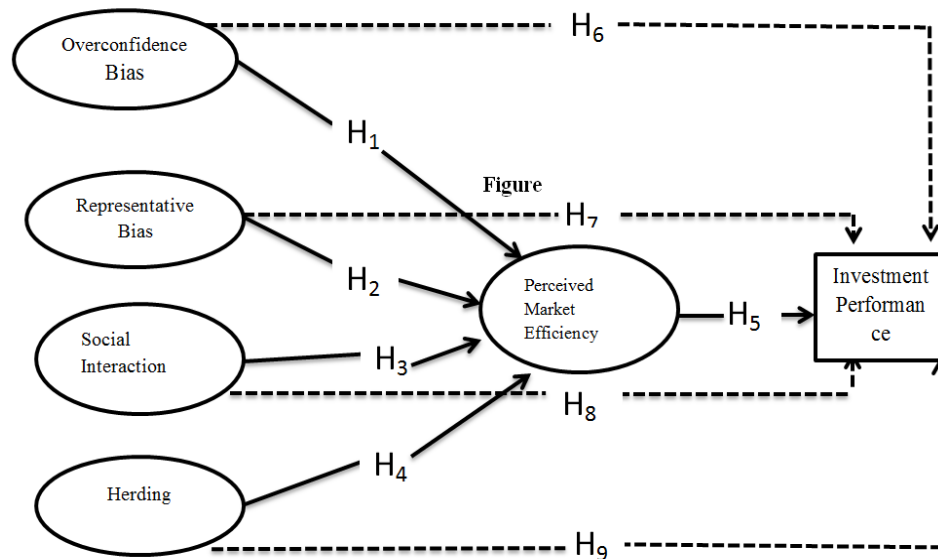 Overconfidence
Bias
H6
H1
Figure
Representative
Bias
H7
H2
Perceived
Market
Efficiency
H5
Investment
Performan
ce
Social
Interaction
H3
H8
H4
Herding
H9